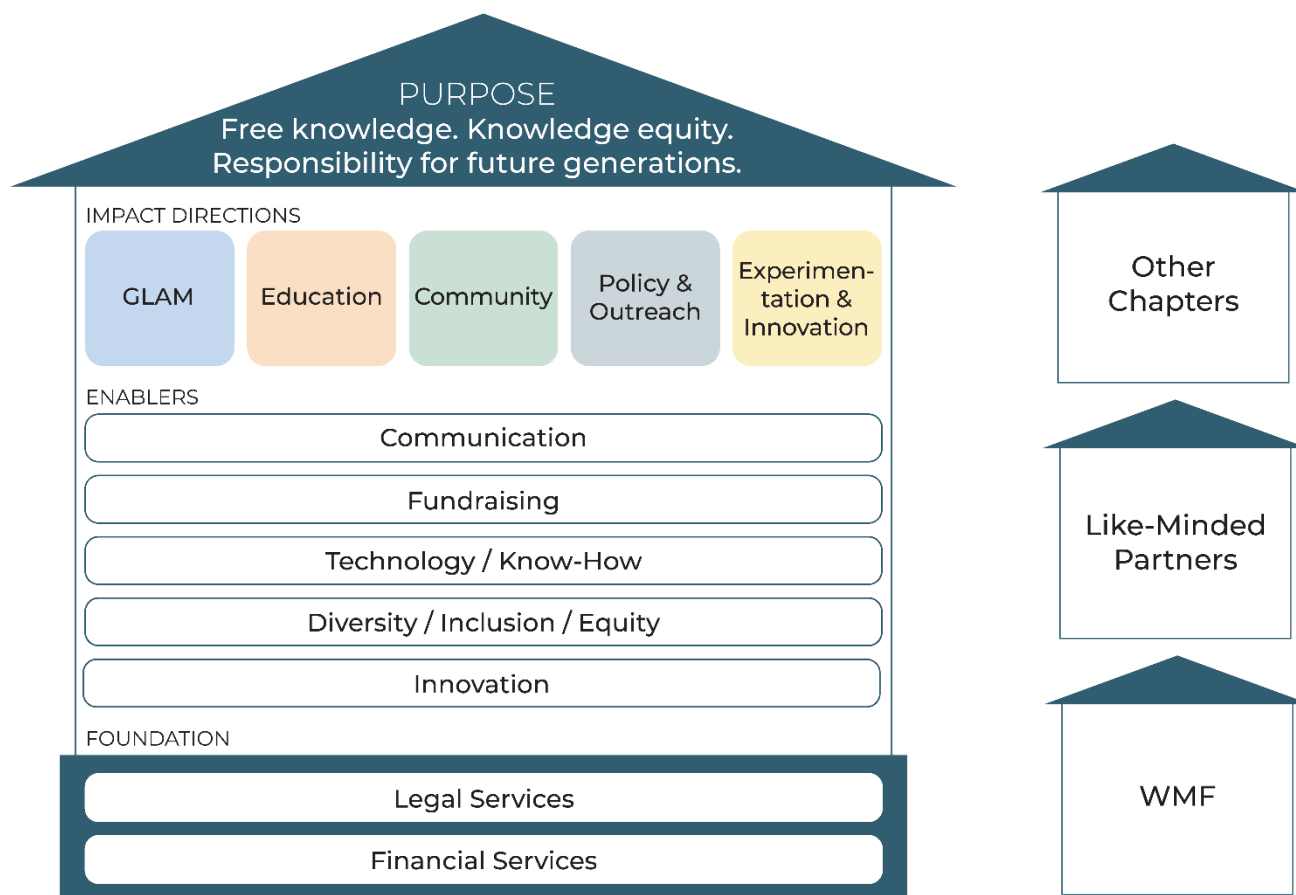 PURPOSE
Free knowledge. Knowledge equity.
Responsibility for future generations.
IMPACT DIRECTIONS
GLAM
Education
Community
Policy &
Outreach
Experimen-
tation &
Innovation
ENABLERS
Communication
Fundraising
Technology / Know-How
Diversity / Inclusion / Equity
Innovation
FOUNDATION
Legal Services
Financial Services
Other
Chapters
Like-Minded
Partners
WMF